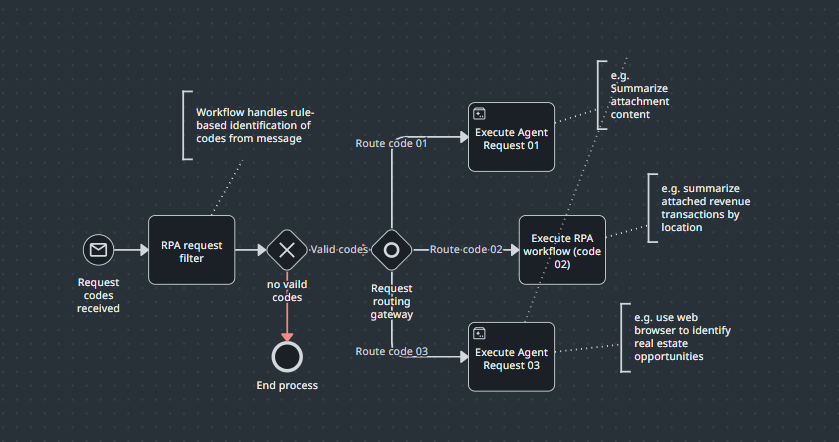 Workflow handles rule-
based identification of
codes from message
e.g.
Summarize
attachment
content
Route code 01
Execute Agent
Request 01
e.g. summarize
attached revenue
transactions by
location
RPA request
filter
Valid codes
Route code 02
Execute RPA
workflow (code
02)
Request
codes
received
no vaild
codes
Request
routing
gateway
e.g. use web
browser to identify
real estate
opportunities
Route code 03
Execute Agent
Request 03
End process